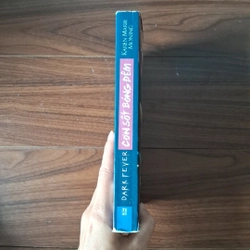 KAREN MARIE
MONING
CƠN SỐT BÓNG ĐÊM
DARKFEVER